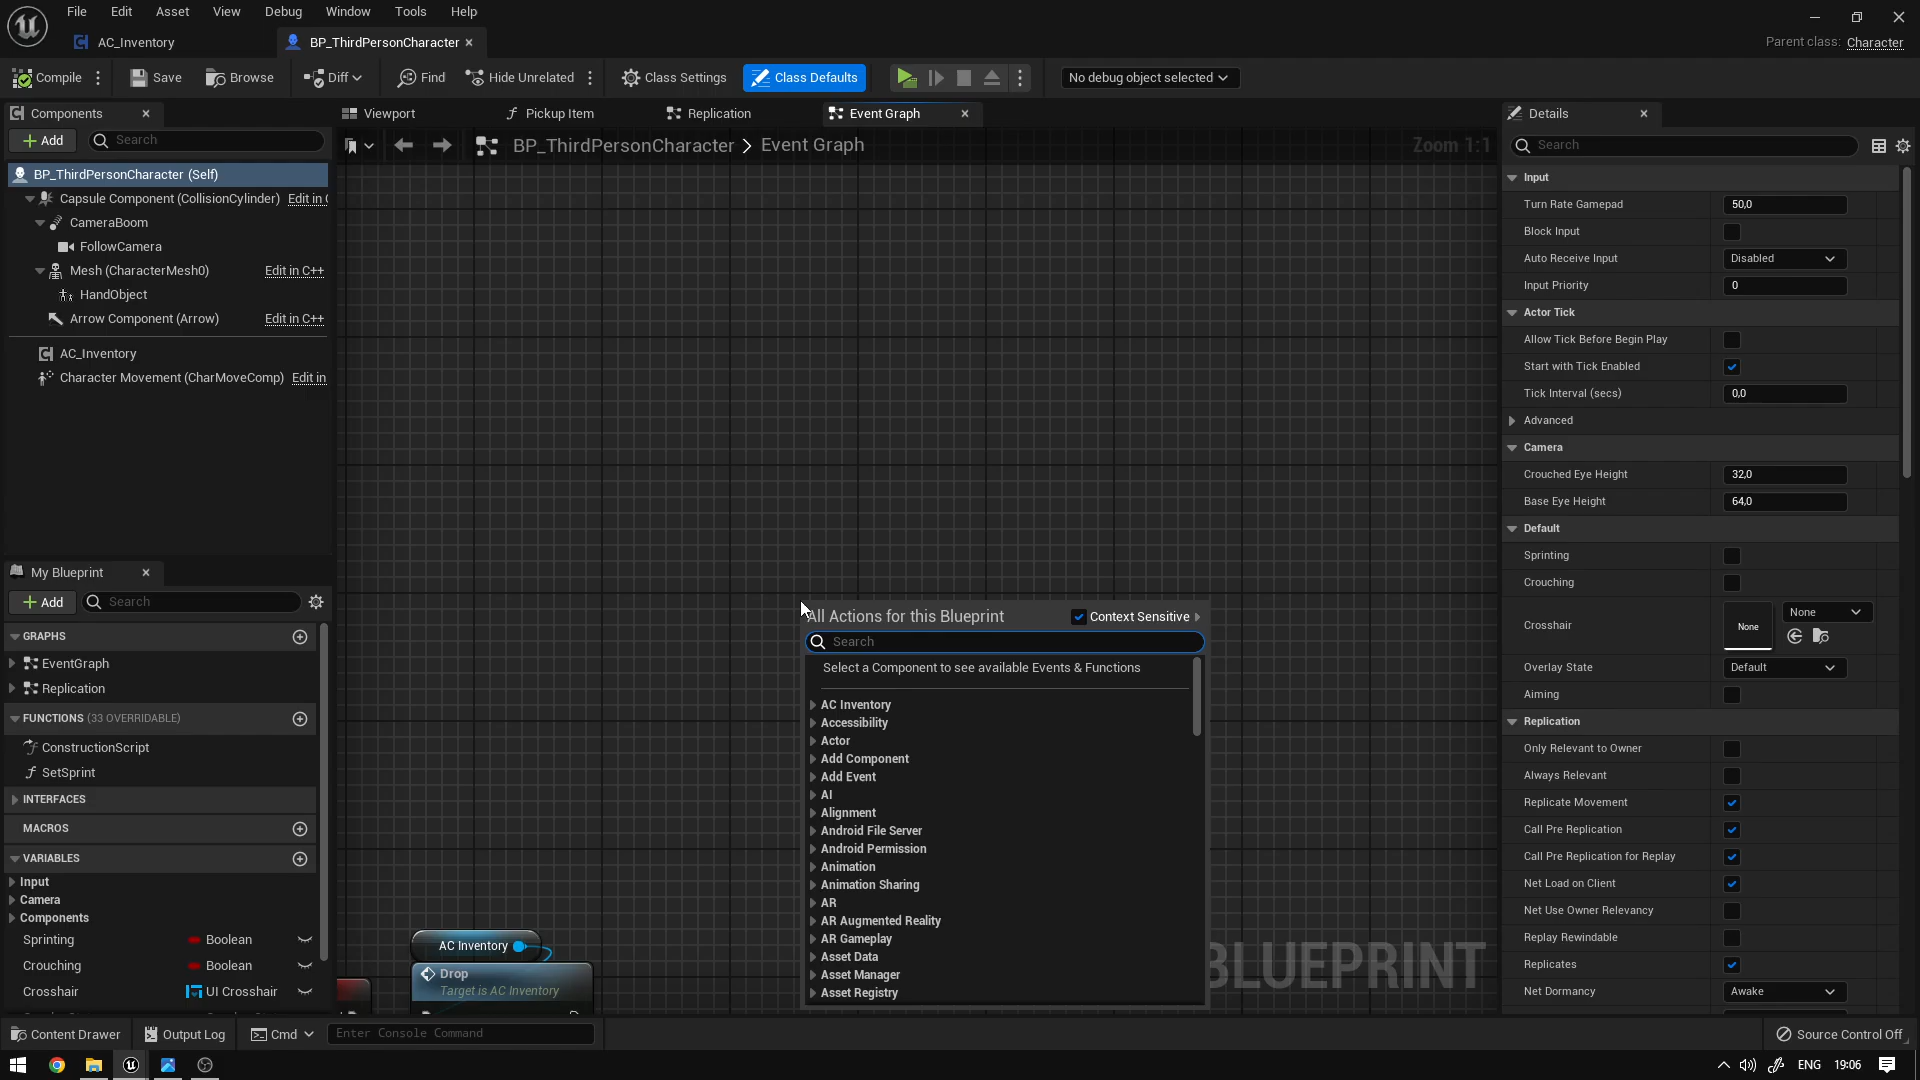 File Edit Asset View Debug Window Tools Help
AC_Inventory
BP_ThirdPersonCharacter
Parent class: Character
Compile
Save
Browse
Diff
Find
Hide Unrelated
Class Settings
Class Defaults
No debug object selected
Components
Add
Search
BP_ThirdPersonCharacter (Self)
Capsule Component (CollisionCylinder) Edit in
CameraBoom
FollowCamera
Mesh (CharacterMesh0) Edit in C++
HandObject
Arrow Component (Arrow) Edit in C++
AC_Inventory
Character Movement (CharMoveComp) Edit in
My Blueprint
Add
Search
GRAPHS
EventGraph
Replication
FUNCTIONS (33 OVERRIDABLE)
ConstructionScript
SetSprint
INTERFACES
MACROS
VARIABLES
Input
Camera
Components
Sprinting Boolean
Crouching Boolean
Crosshair UI Crosshair
Viewport
Pickup Item
Replication
Event Graph
BP_ThirdPersonCharacter > Event Graph
Zoom 1:1
All Actions for this Blueprint
Context Sensitive
Search
Select a Component to see available Events & Functions
AC Inventory
Accessibility
Actor
Add Component
Add Event
AI
Alignment
Android File Server
Android Permission
Animation
Animation Sharing
AR
AR Augmented Reality
AR Gameplay
Asset Data
Asset Manager
Asset Registry
AC Inventory
Drop
Target is AC Inventory
BLUEPRINT
Details
Search
Input
Turn Rate Gamepad 50,0
Block Input
Auto Receive Input Disabled
Input Priority 0
Actor Tick
Allow Tick Before Begin Play
Start with Tick Enabled
Tick Interval (secs) 0,0
Advanced
Camera
Crouched Eye Height 32,0
Base Eye Height 64,0
Default
Sprinting
Crouching
Crosshair None None
Overlay State Default
Aiming
Replication
Only Relevant to Owner
Always Relevant
Replicate Movement
Call Pre Replication
Call Pre Replication for Replay
Net Load on Client
Net Use Owner Relevancy
Replay Rewindable
Replicates
Net Dormancy Awake
Content Drawer
Output Log
Cmd
Enter Console Command
Source Control Off
ENG 19:06